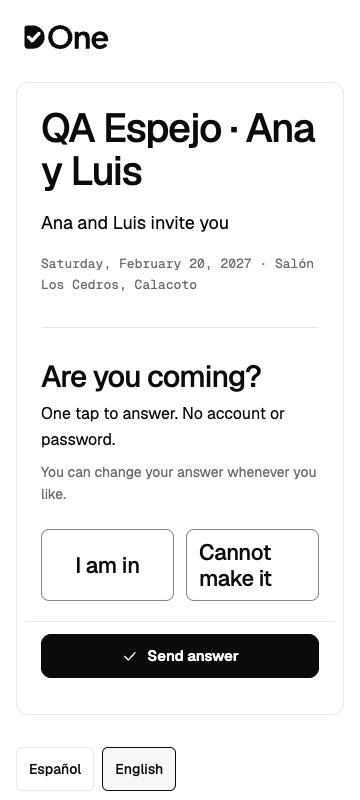 One
QA Espejo · Ana
y Luis
Ana and Luis invite you
Saturday, February 20, 2027 · Salón
Los Cedros, Calacoto
Are you coming?
One tap to answer. No account or
password.
You can change your answer whenever you
like.
I am in
Cannot
make it
Send answer
Español
English